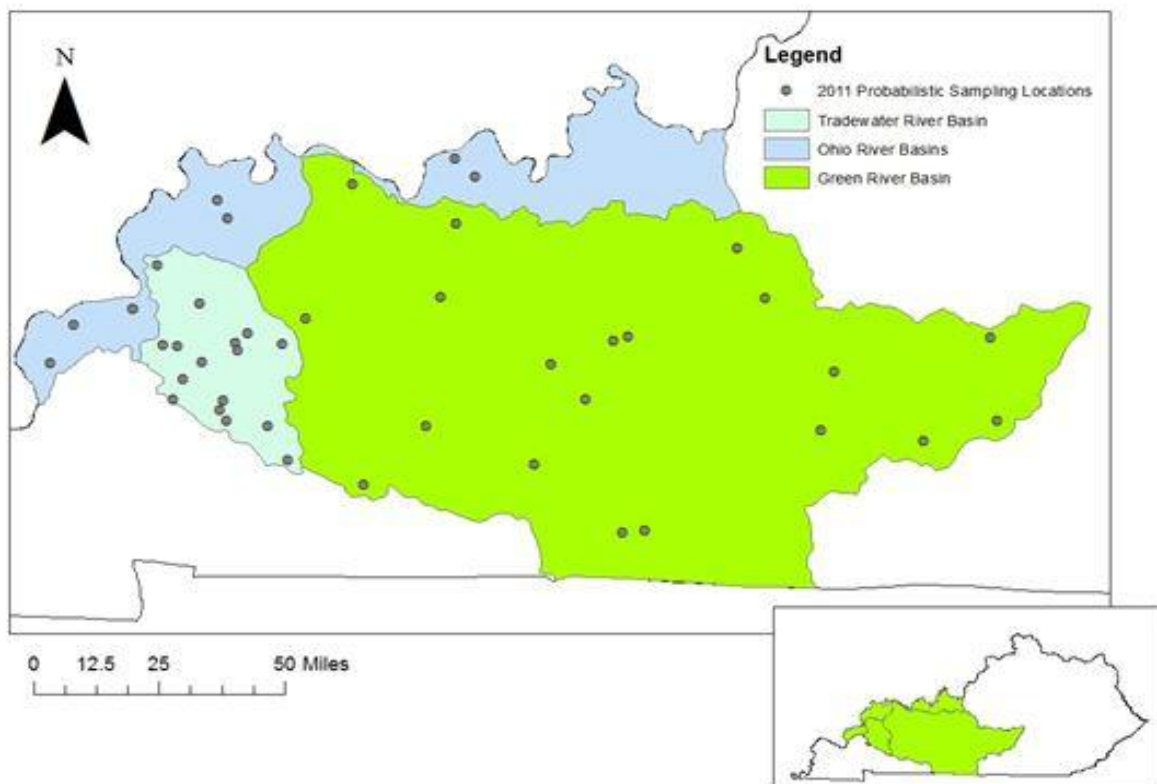 N
Legend
2011 Probabilistic Sampling Locations
Tradewater River Basin
Ohio River Basins
Green River Basin
0 12.5 25 50 Miles